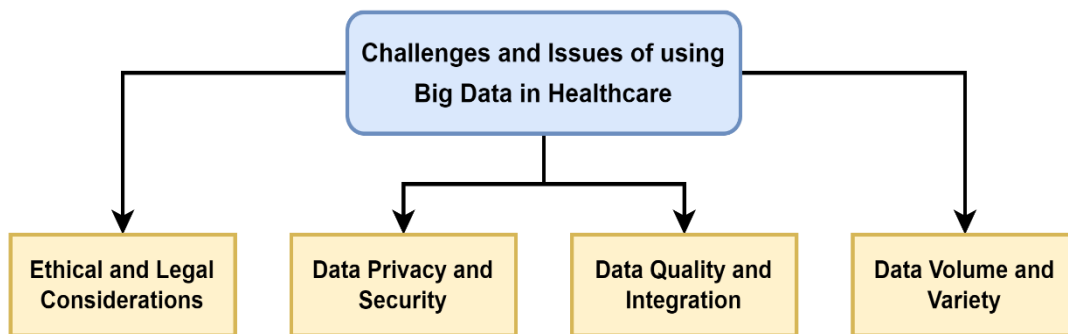 Challenges and Issues of using
Big Data in Healthcare
Ethical and Legal
Considerations
Data Privacy and
Security
Data Quality and
Integration
Data Volume and
Variety